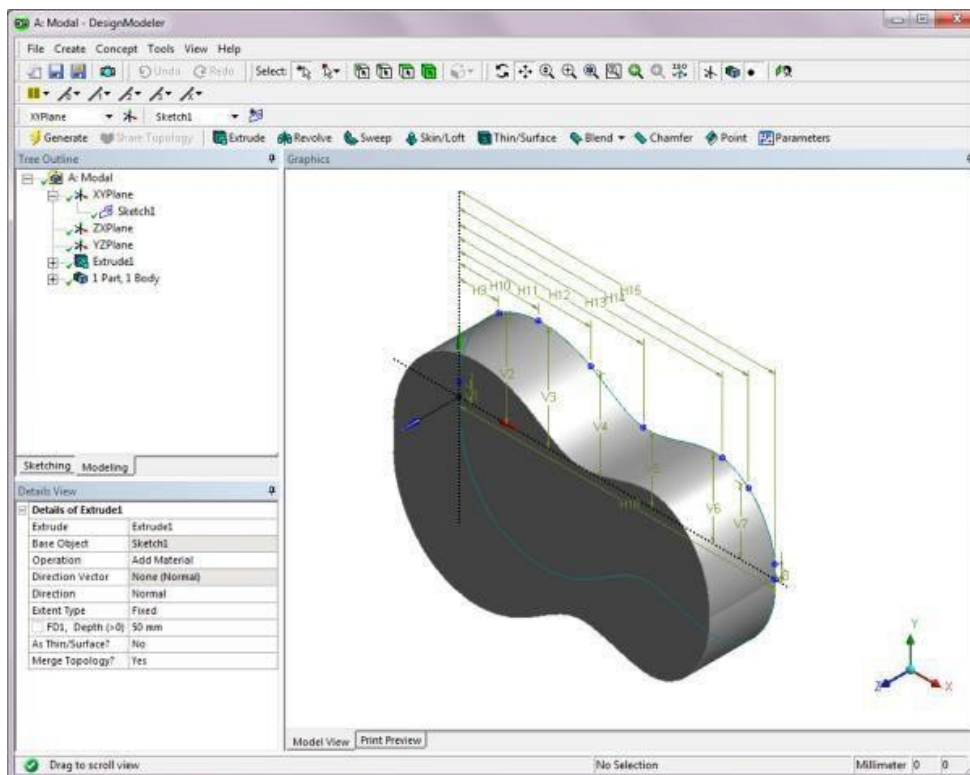 A: Modal - DesignModeler
File Create Concept Tools View Help
Undo Redo Select:
XYPlane Sketch1
Generate Share Topology Extrude Revolve Sweep Skin/Loft Thin/Surface Blend Chamfer Point Parameters
Tree Outline
A: Modal
XYPlane
Sketch1
ZXPlane
YZPlane
Extrude1
1 Part, 1 Body
Sketching Modeling
Details View
Details of Extrude1
Extrude Extrude1
Base Object Sketch1
Operation Add Material
Direction Vector None (Normal)
Direction Normal
Extent Type Fixed
FD1, Depth (>0) 50 mm
As Thin/Surface? No
Merge Topology? Yes
Graphics
H9 H10 H11 H12 H13 H14 H15
V2 V3 V4 V5 V6 V7
Y
Z X
Model View Print Preview
Drag to scroll view No Selection Millimeter 0 0